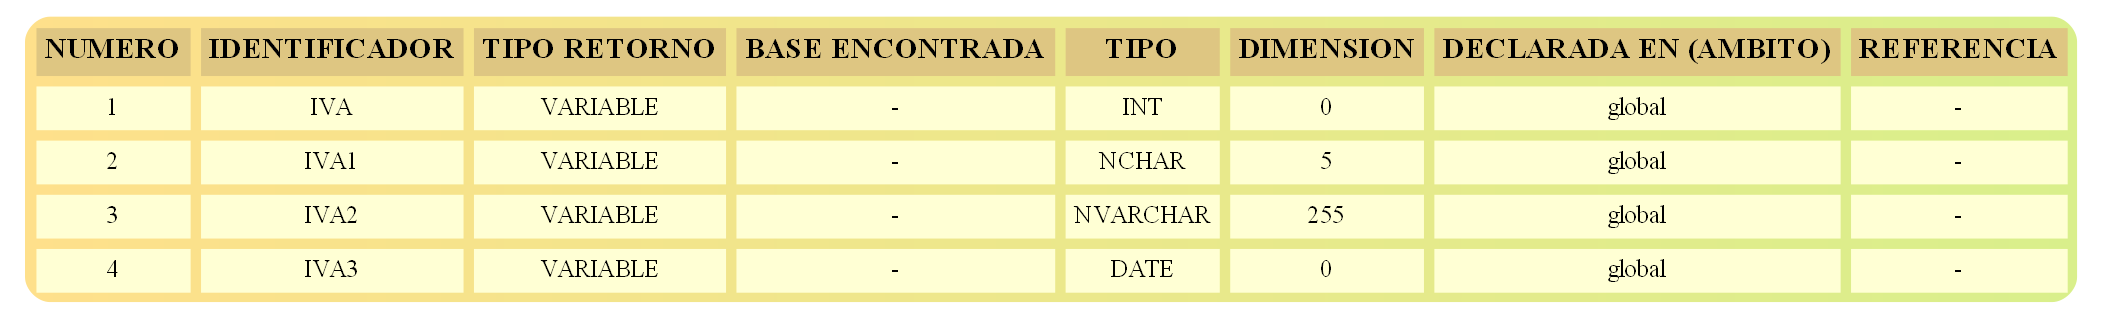 NUMERO IDENTIFICADOR TIPO RETORNO BASE ENCONTRADA TIPO DIMENSION DECLARADA EN (AMBITO) REFERENCIA
1 IVA VARIABLE - INT 0 global -
2 IVA1 VARIABLE - NCHAR 5 global -
3 IVA2 VARIABLE - NVARCHAR 255 global -
4 IVA3 VARIABLE - DATE 0 global -